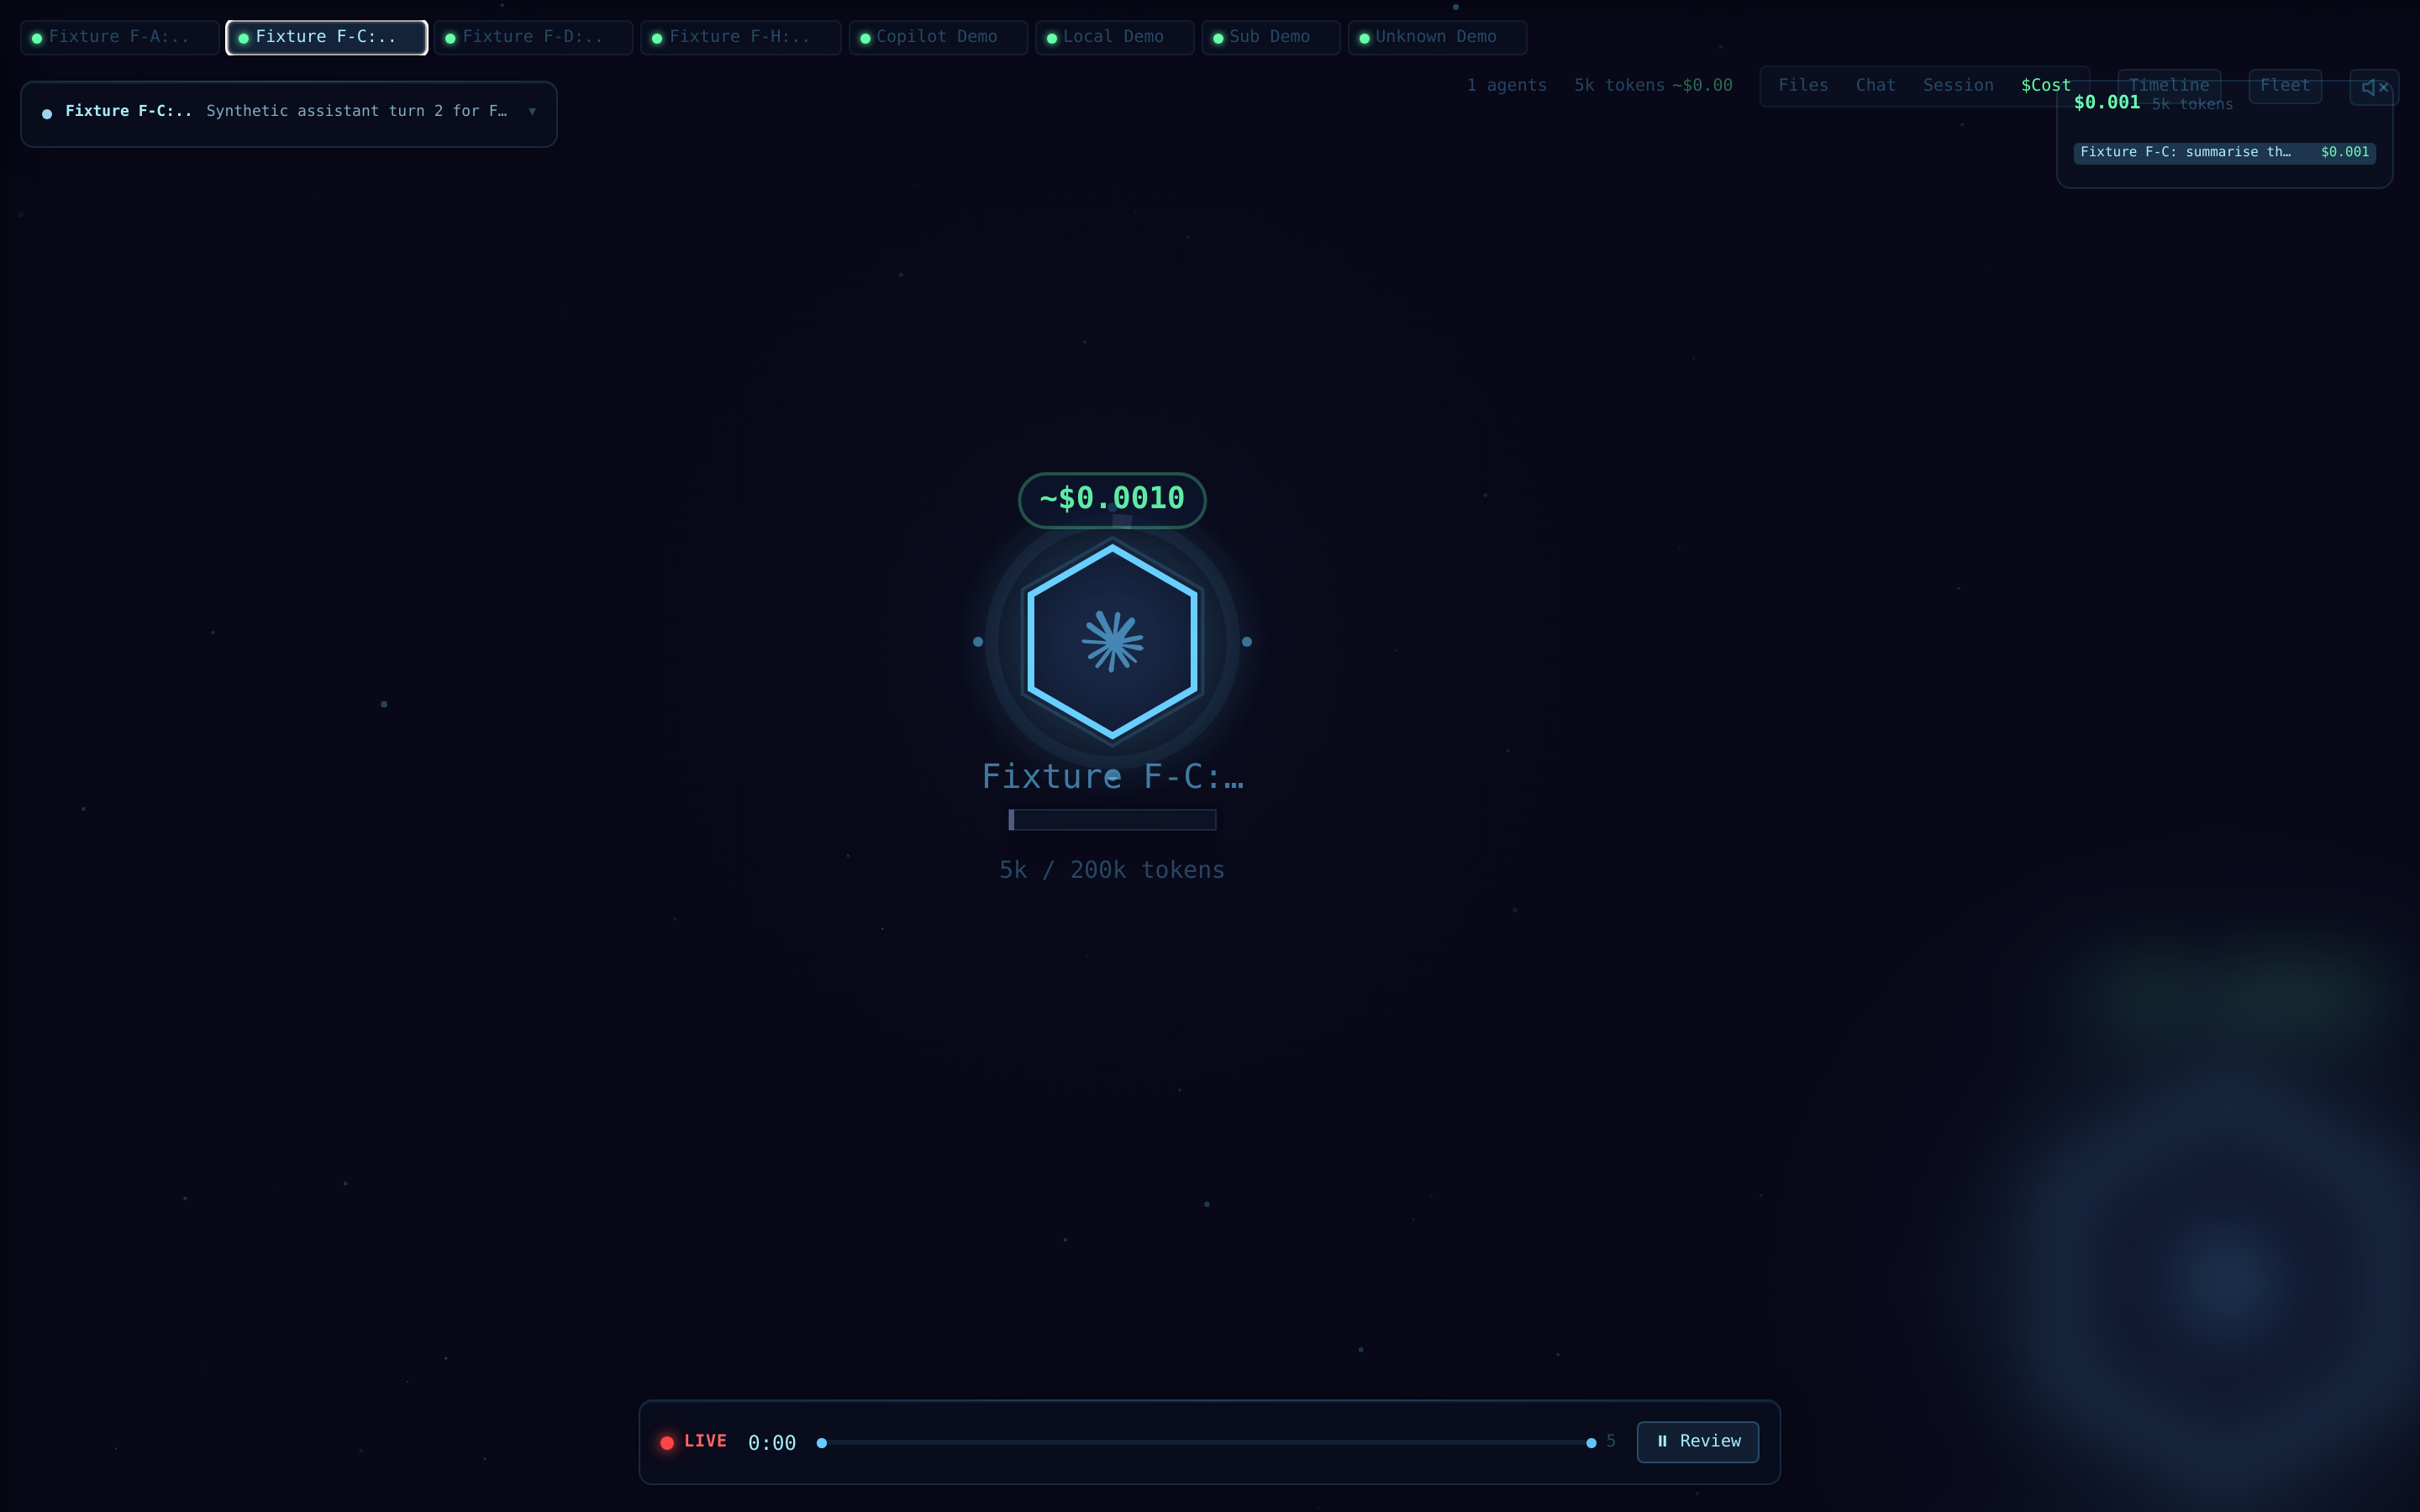 Fixture F-A:..
Fixture F-C:..
Fixture F-D:..
Fixture F-H:..
Copilot Demo
Local Demo
Sub Demo
Unknown Demo
1 agents 5k tokens ~$0.00
Files Chat Session $Cost
Timeline
Fleet
Fixture F-C:.. Synthetic assistant turn 2 for F… ▼
$0.001 5k tokens
Fixture F-C: summarise th… $0.001
~$0.0010
Fixture F-C:…
5k / 200k tokens
LIVE 0:00 5
Review